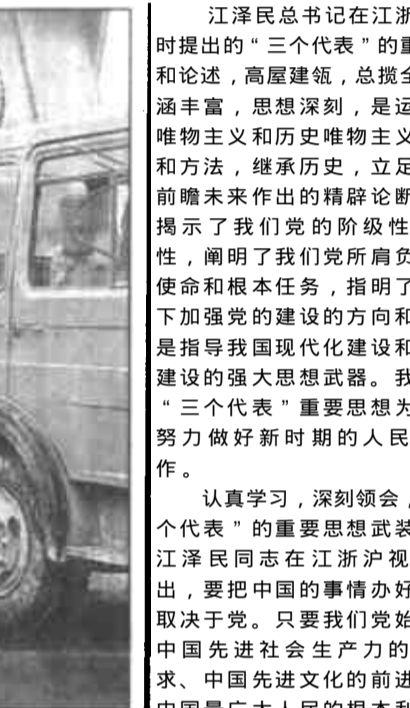 江泽民总书记在江浙
时提出的“三个代表”的重
和论述，高屋建瓴，总揽全
涵丰富，思想深刻，是运
唯物主义和历史唯物主义
和方法，继承历史，立足
前瞻未来作出的精辟论断
揭示了我们党的阶级性
性，阐明了我们党所肩负
使命和根本任务，指明了
下加强党的建设的方向和
是指导我国现代化建设和
建设的强大思想武器。我
“三个代表”重要思想为
努力做好新时期的人民
作。
认真学习，深刻领会，
个代表”的重要思想武装
江泽民同志在江浙沪视
出，要把中国的事情办好
取决于党。只要我们党始
中国先进社会生产力的
求、中国先进文化的前进
中国最广大人民的根本利